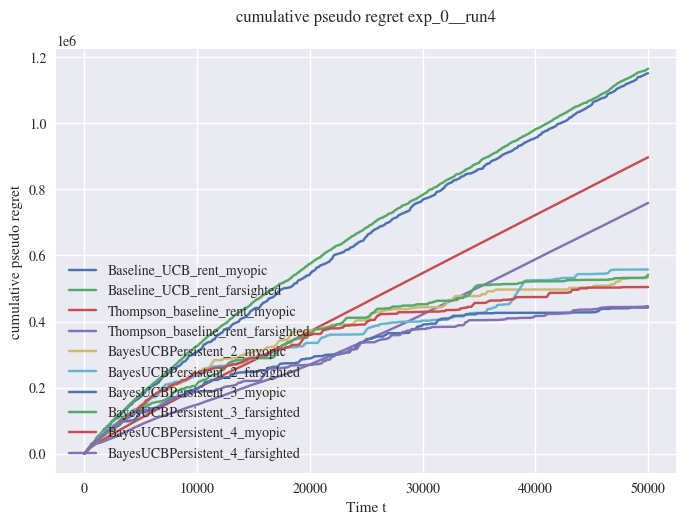 cumulative pseudo regret exp_0__run4
1e6
1.2
1.0
0.8
0.6
0.4
0.2
0.0
cumulative pseudo regret
Baseline_UCB_rent_myopic
Baseline_UCB_rent_farsighted
Thompson_baseline_rent_myopic
Thompson_baseline_rent_farsighted
BayesUCBPersistent_2_myopic
BayesUCBPersistent_2_farsighted
BayesUCBPersistent_3_myopic
BayesUCBPersistent_3_farsighted
BayesUCBPersistent_4_myopic
BayesUCBPersistent_4_farsighted
0 10000 20000 30000 40000 50000
Time t